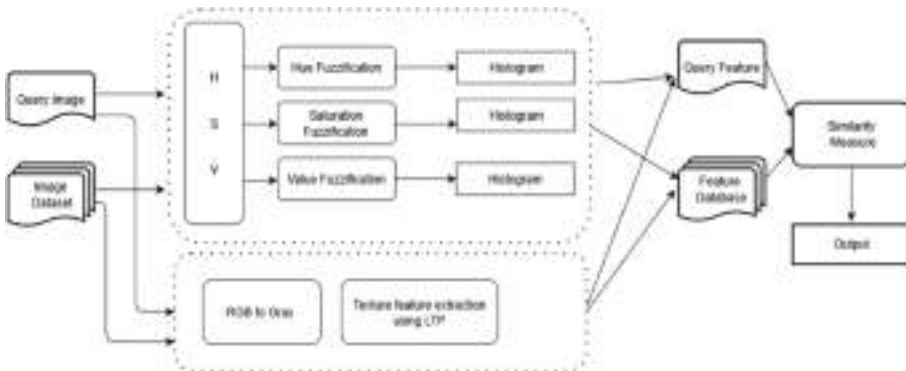 Query Image
Image
Dataset
H
S
V
Hue Fuzzification
Histogram
Saturation
Fuzzification
Histogram
Value Fuzzification
Histogram
RGB to Gray
Texture feature extraction
using LTP
Query Feature
Feature
Database
Similarity
Measure
Output